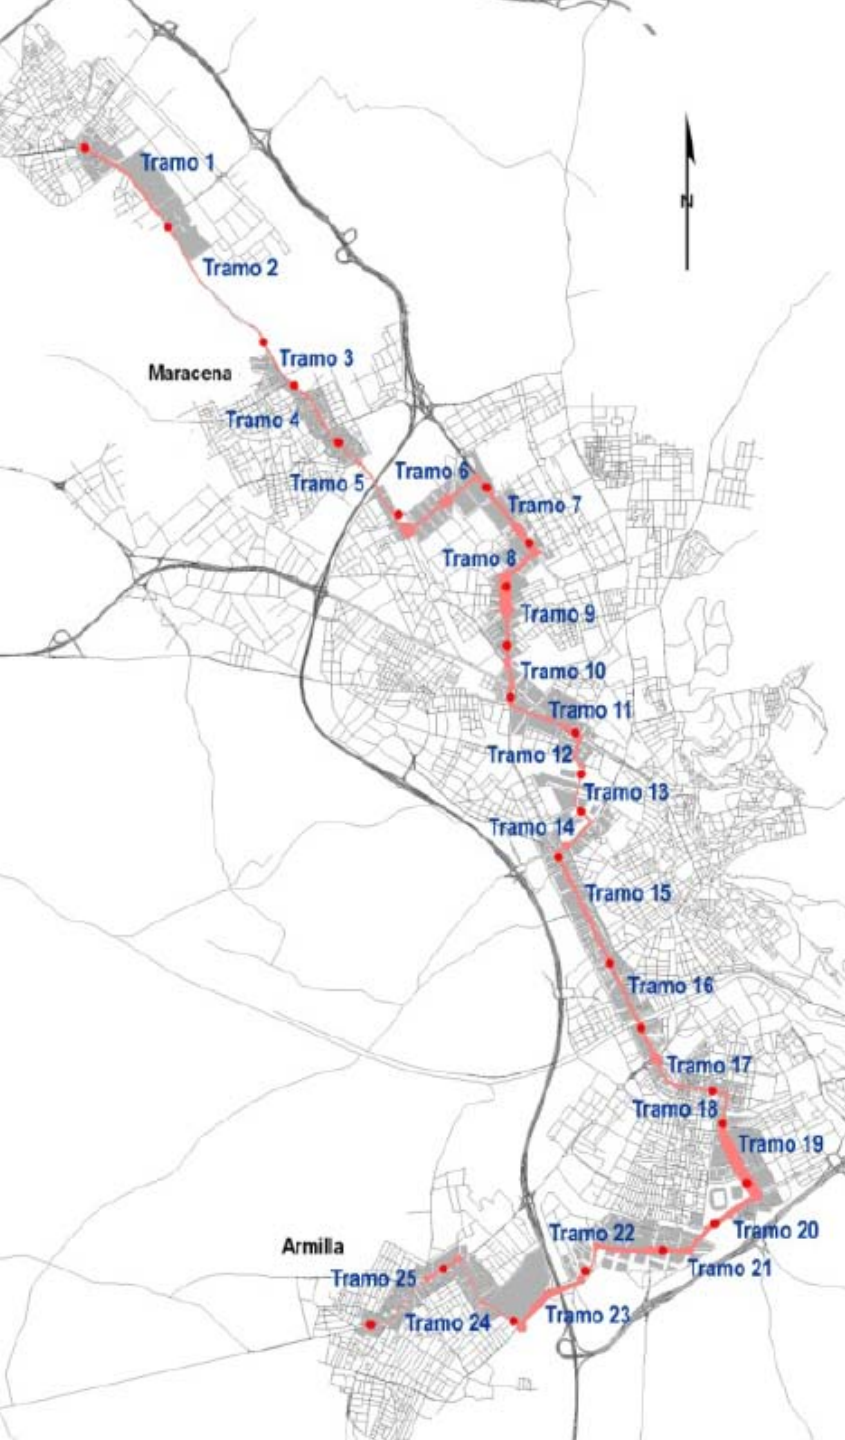 Tramo 1
N
Tramo 2
Tramo 3
Maracena
Tramo 4
Tramo 6
Tramo 5
Tramo 7
Tramo 8
Tramo 9
Tramo 10
Tramo 11
Tramo 12
Tramo 13
Tramo 14
Tramo 15
Tramo 16
Tramo 17
Tramo 18
Tramo 19
Tramo 20
Tramo 22
Armilla
Tramo 21
Tramo 25
Tramo 23
Tramo 24